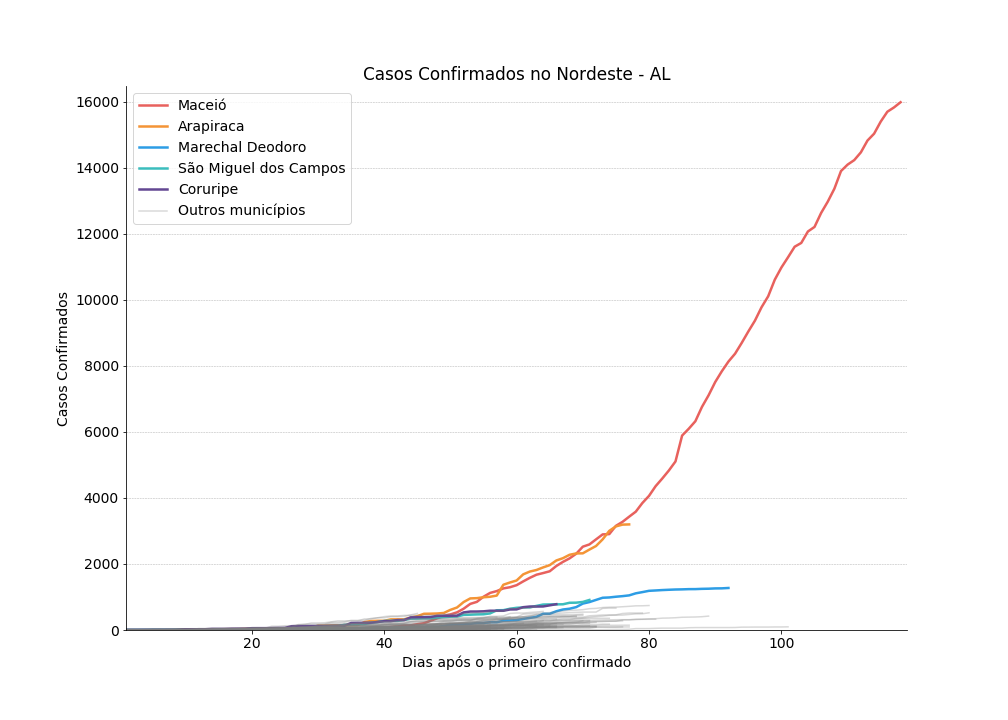 Casos Confirmados no Nordeste - AL
Maceió
Arapiraca
Marechal Deodoro
São Miguel dos Campos
Coruripe
Outros municípios
16000
14000
12000
10000
8000
6000
4000
2000
0
Casos Confirmados
20
40
60
80
100
Dias após o primeiro confirmado